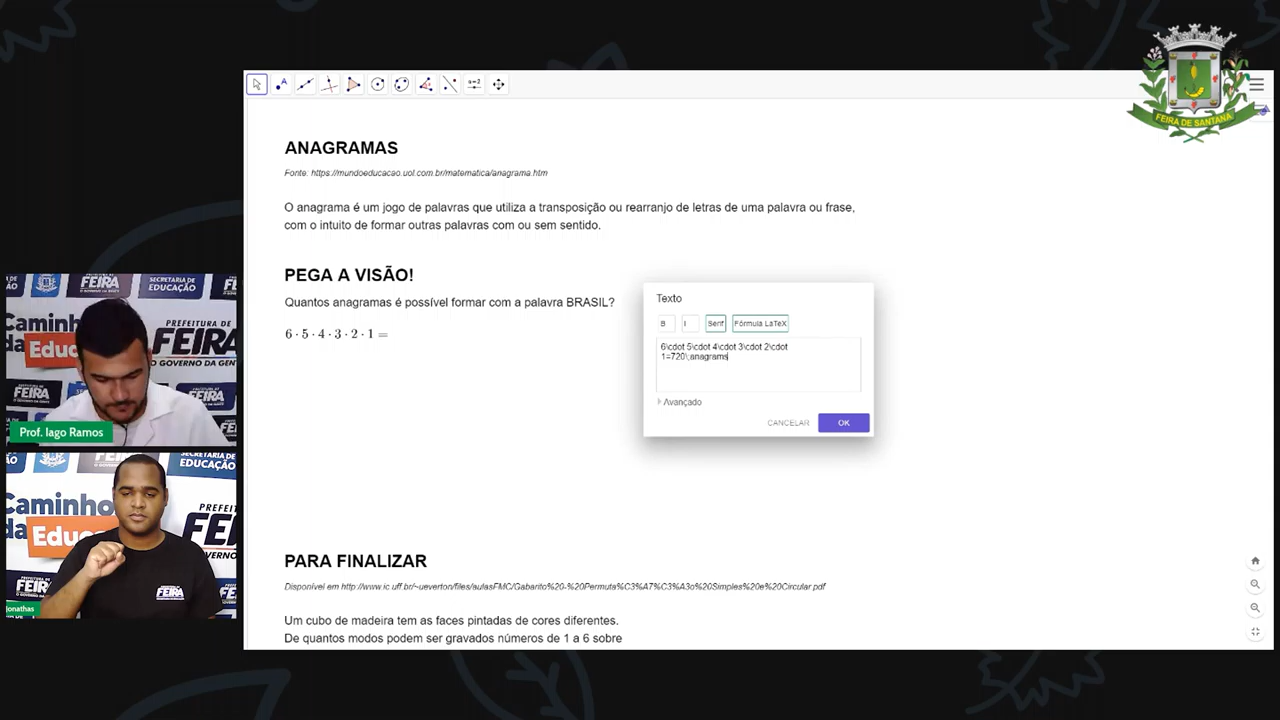 FEIRA DE SANTANA
ANAGRAMAS
Fonte: https://mundoeducacao.uol.com.br/matematica/anagrama.htm
O anagrama é um jogo de palavras que utiliza a transposição ou rearranjo de letras de uma palavra ou frase,
com o intuito de formar outras palavras com ou sem sentido.
PEGA A VISÃO!
Quantos anagramas é possível formar com a palavra BRASIL?
6 · 5 · 4 · 3 · 2 · 1 =
Texto
B I Serif Fórmula LaTeX
6\cdot 5\cdot 4\cdot 3\cdot 2\cdot
1=720\;anagrams
Avançado
CANCELAR OK
PARA FINALIZAR
Disponível em http://www.ic.uff.br/~ueverton/files/aulasFMC/Gabarito%20-%20Permuta%C3%A7%C3%A3o%20Simples%20e%20Circular.pdf
Um cubo de madeira tem as faces pintadas de cores diferentes.
De quantos modos podem ser gravados números de 1 a 6 sobre
SECRETARIA DE
EDUCAÇÃO
FEIRA
PREFEITURA
FEIRA
O GOVERNO DA GENTE
Prof. Iago Ramos
Caminho
da Educ
PREFEI
FEI
FEIRA
onathas